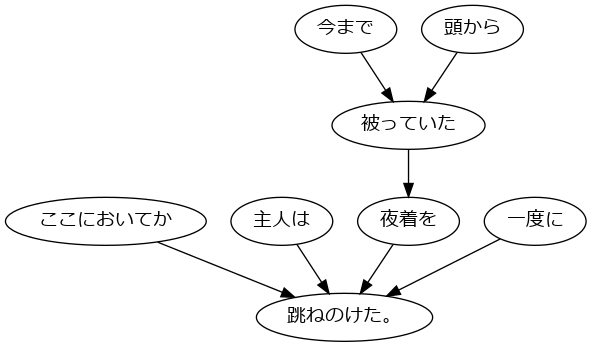 今まで
頭から
被っていた
ここにおいてか
主人は
夜着を
一度に
跳ねのけた。